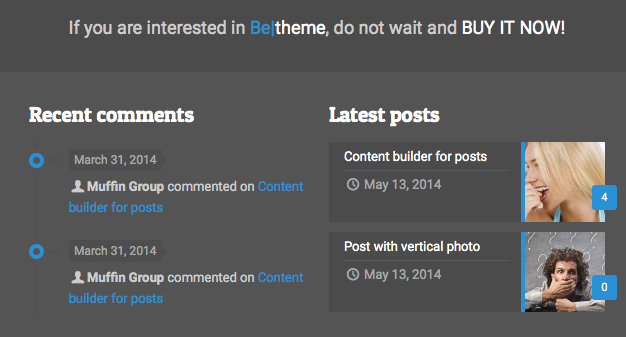 If you are interested in Be|theme, do not wait and BUY IT NOW!
Recent comments
March 31, 2014
Muffin Group commented on Content
builder for posts
March 31, 2014
Muffin Group commented on Content
builder for posts
Latest posts
Content builder for posts
May 13, 2014
4
Post with vertical photo
May 13, 2014
0